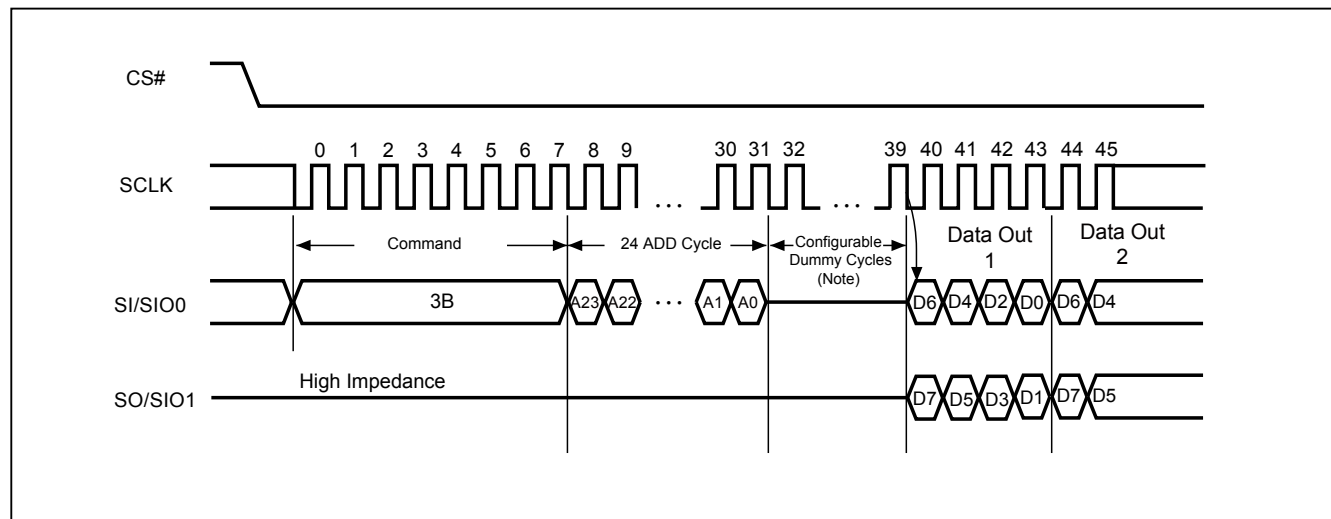 CS#
0 1 2 3 4 5 6 7 8 9 30 31 32 39 40 41 42 43 44 45
SCLK
... ...
Command 24 ADD Cycle Configurable Dummy Cycles (Note) Data Out 1 Data Out 2
SI/SIO0 3B A23 A22 ... A1 A0 D6 D4 D2 D0 D6 D4
High Impedance
SO/SIO1 D7 D5 D3 D1 D7 D5